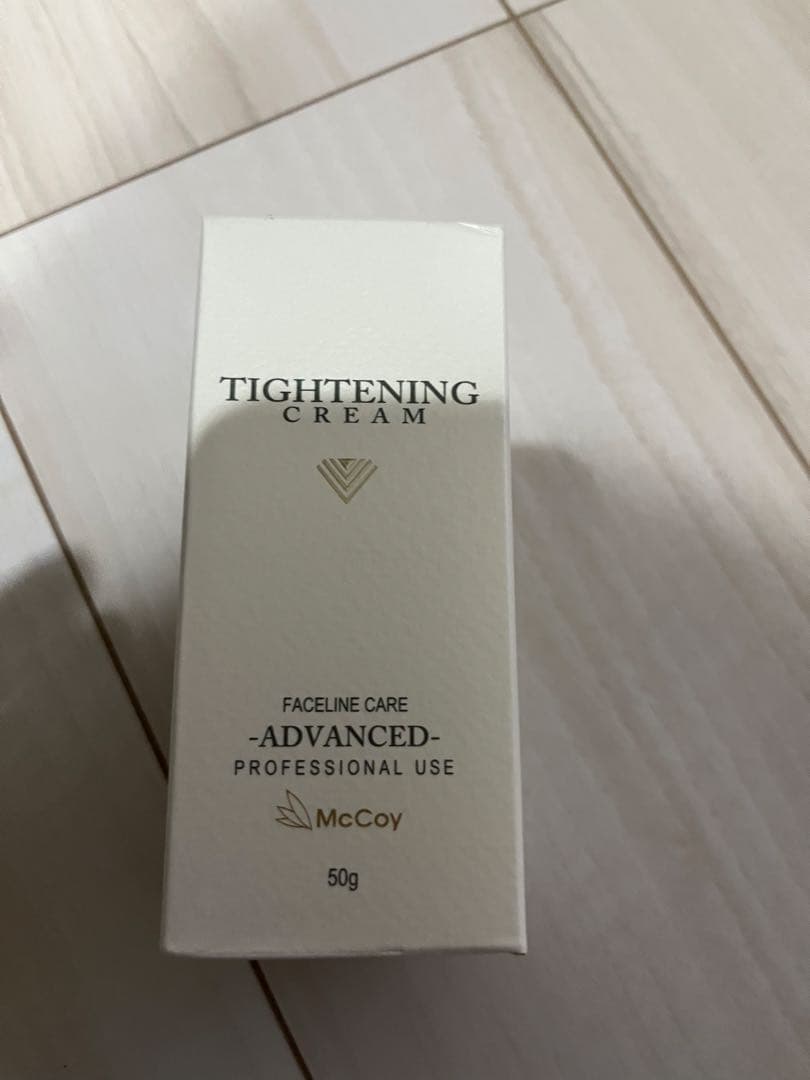 TIGHTENING
CREAM
FACELINE CARE
-ADVANCED-
PROFESSIONAL USE
McCoy
50g